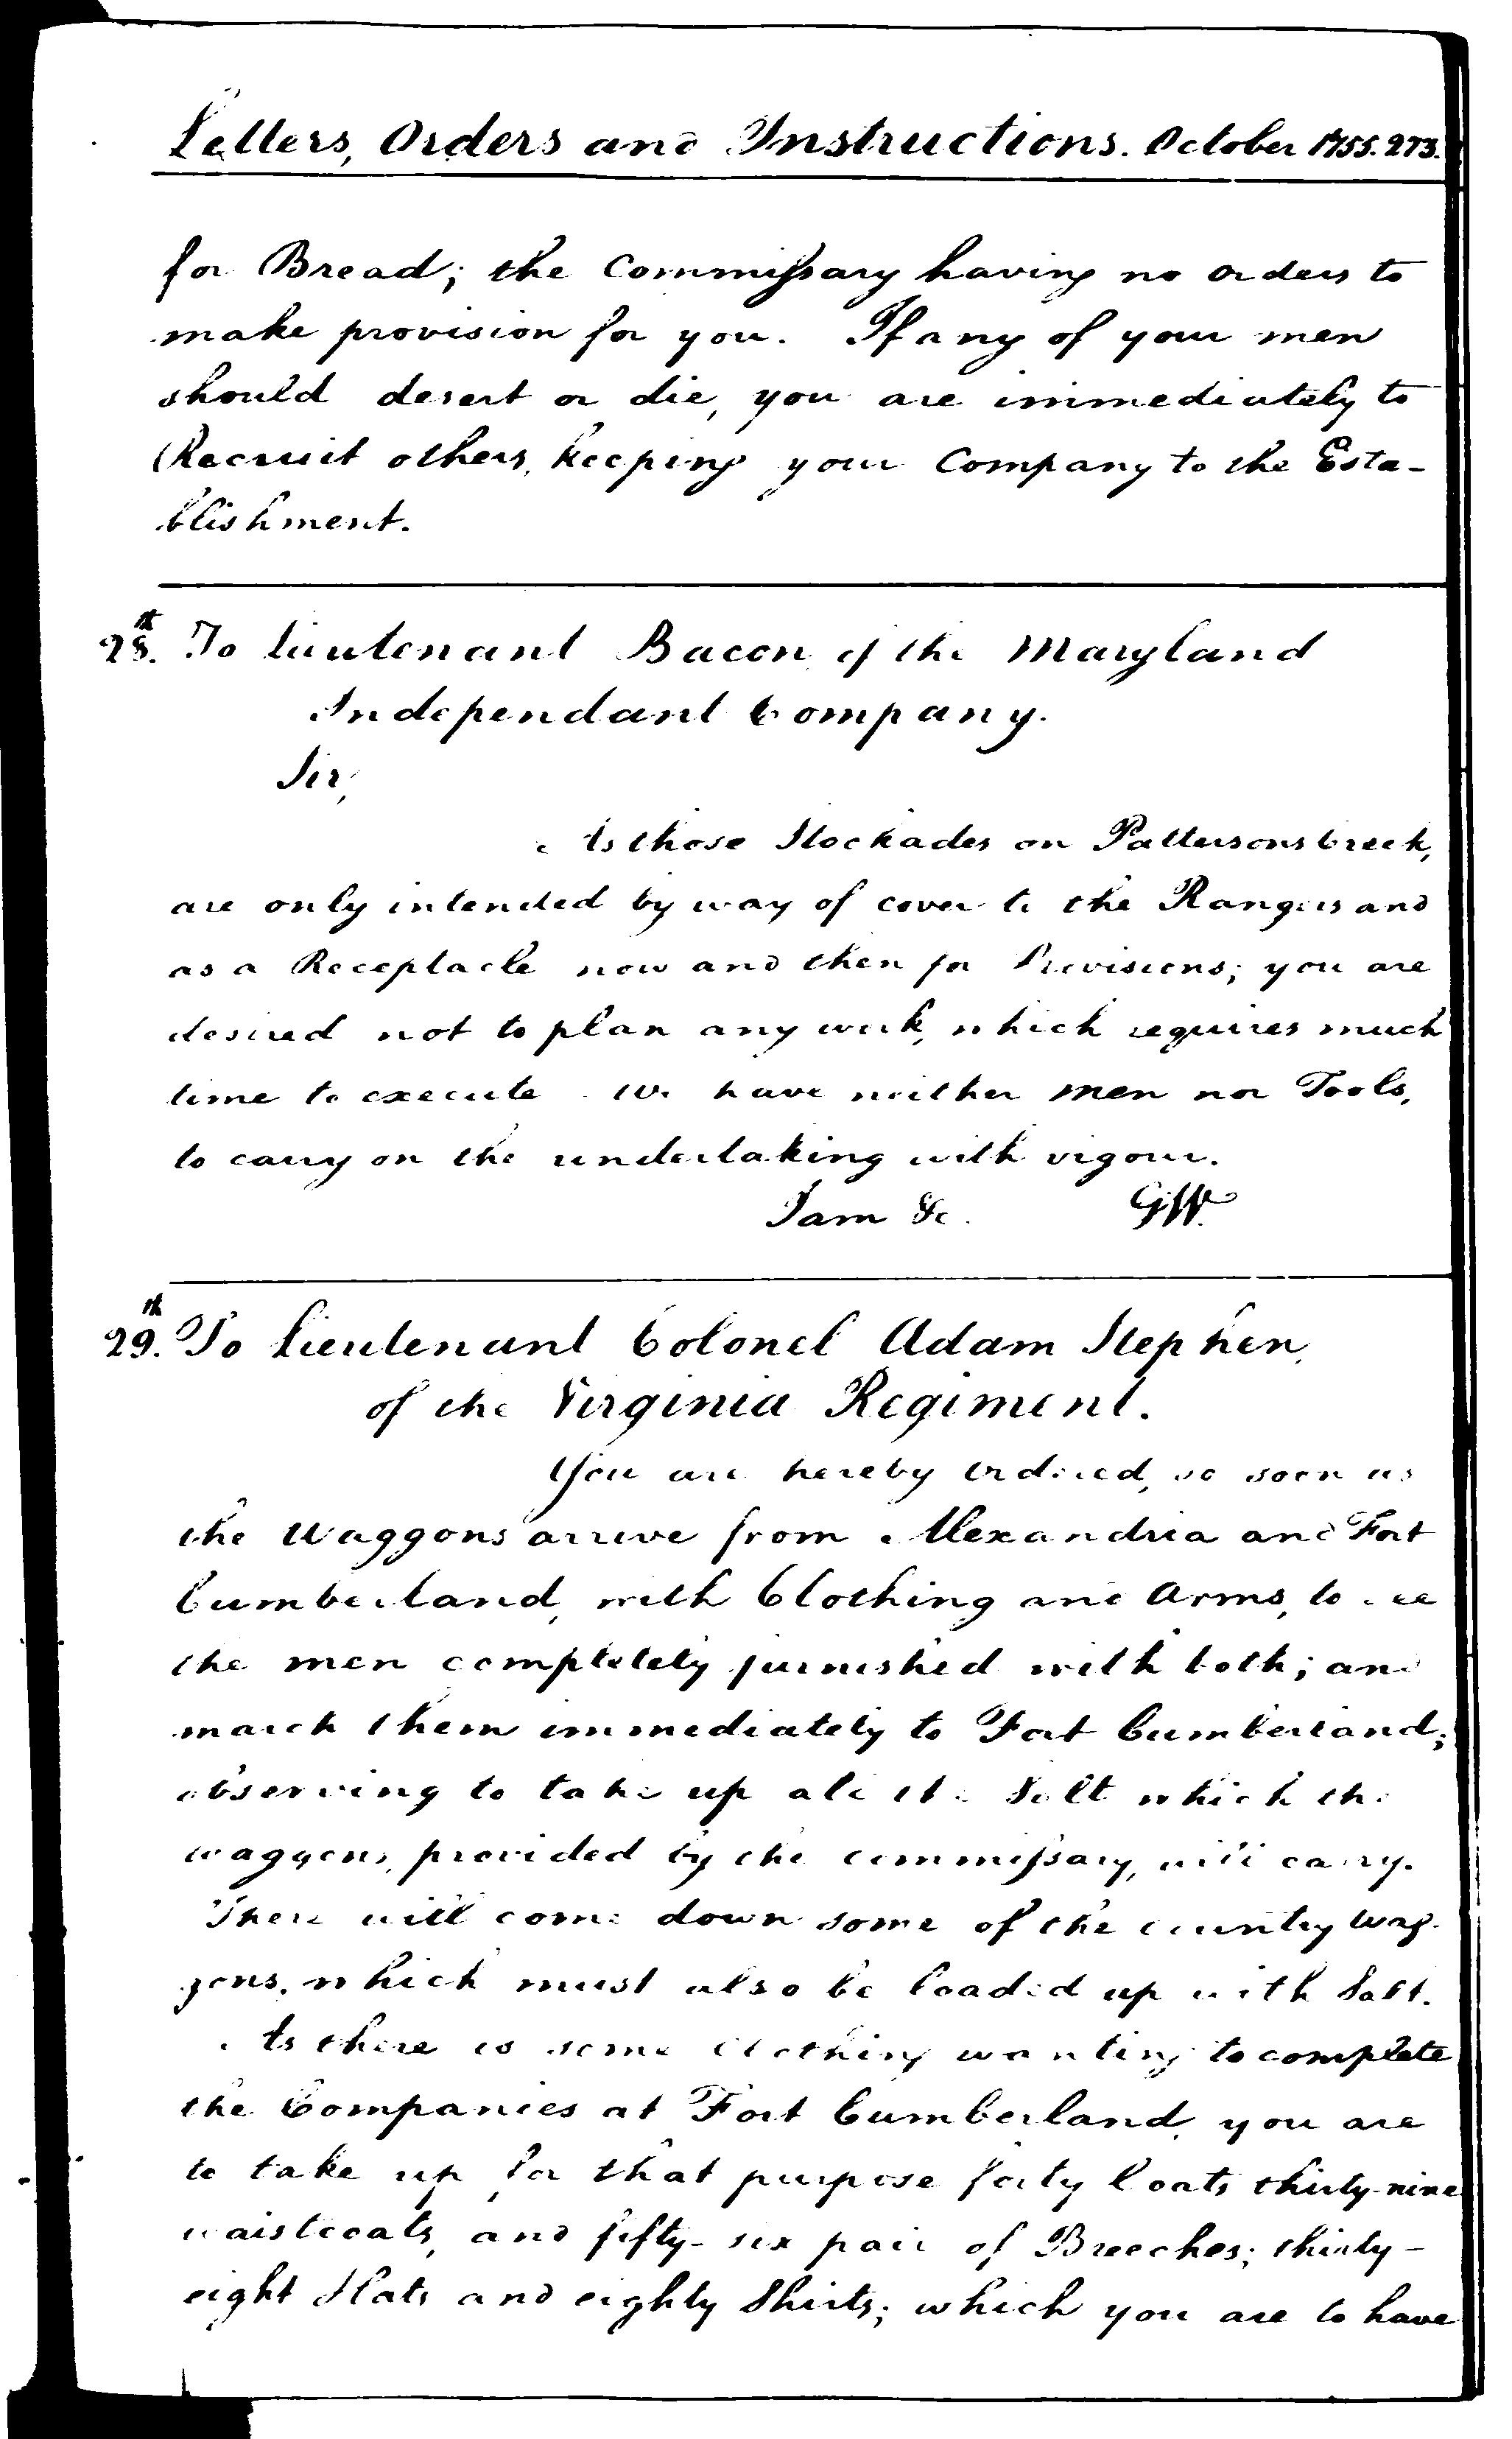 Letters, Orders and Instructions. October 1755. 273.
for Bread; the Commissary having no orders to
make provision for you. If any of your men
should desert or die, you are immediately to
Recruit others, keeping your Company to the Esta-
blishment.
28th. To Lieutenant Bacon of the Maryland
Independant Company.
Sir,
As those Stockades on Pattersons Creek,
are only intended by way of cover to the Rangers and
as a Receptacle now and then for Provisions; you are
desired not to plan any work, which requires much
time to execute. We have neither men nor Tools,
to carry on the undertaking with vigour.
I am &c. GW.
29th. To Lieutenant Colonel Adam Stephen,
of the Virginia Regiment.
You are hereby ordered, so soon as
the Waggons arrive from Alexandria and Fort
Cumberland, with Clothing and Arms, to see
the men completely furnished with both; and
march them immediately to Fort Cumberland;
observing to take up all the Salt which the
waggons, provided by the commissary, will carry.
There will come down some of the country Wag-
gons, which must also be loaded up with Salt.
As there is some Clothing wanting to complete
the Companies at Fort Cumberland, you are
to take up for that purpose forty Coats, thirty-nine
waistcoats, and fifty-six pair of Breeches; thirty-
eight Hats and eighty Shirts; which you are to have